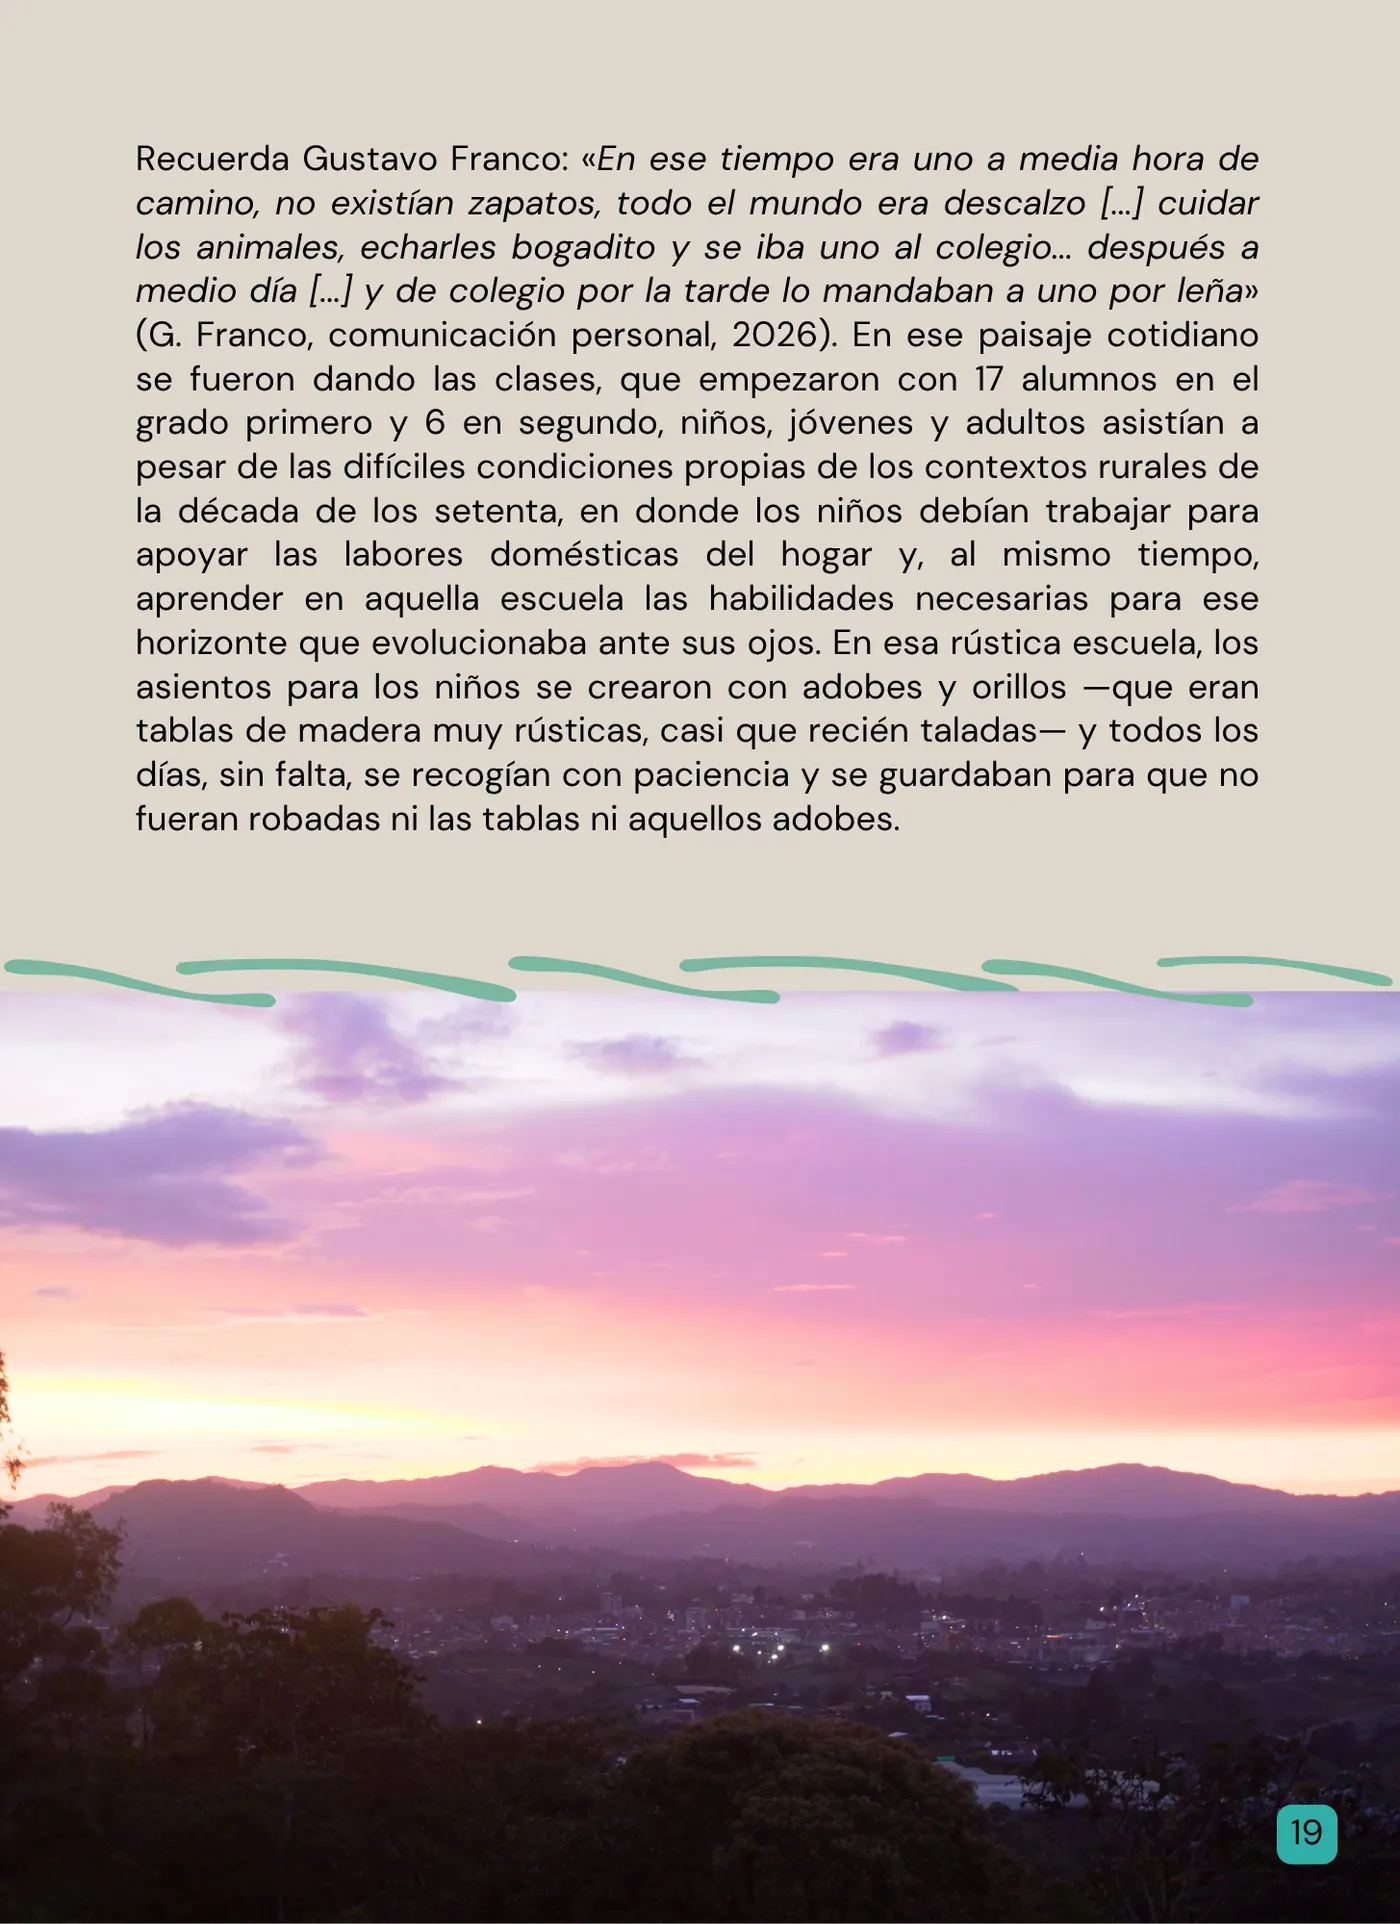 Recuerda Gustavo Franco: «En ese tiempo era uno a media hora de
camino, no existían zapatos, todo el mundo era descalzo [...] cuidar
los animales, echarles bogadito y se iba uno al colegio... después a
medio día [...] y de colegio por la tarde lo mandaban a uno por leña»
(G. Franco, comunicación personal, 2026). En ese paisaje cotidiano
se fueron dando las clases, que empezaron con 17 alumnos en el
grado primero y 6 en segundo, niños, jóvenes y adultos asistían a
pesar de las difíciles condiciones propias de los contextos rurales de
la década de los setenta, en donde los niños debían trabajar para
apoyar las labores domésticas del hogar y, al mismo tiempo,
aprender en aquella escuela las habilidades necesarias para ese
horizonte que evolucionaba ante sus ojos. En esa rústica escuela, los
asientos para los niños se crearon con adobes y orillos —que eran
tablas de madera muy rústicas, casi que recién taladas— y todos los
días, sin falta, se recogían con paciencia y se guardaban para que no
fueran robadas ni las tablas ni aquellos adobes.
19